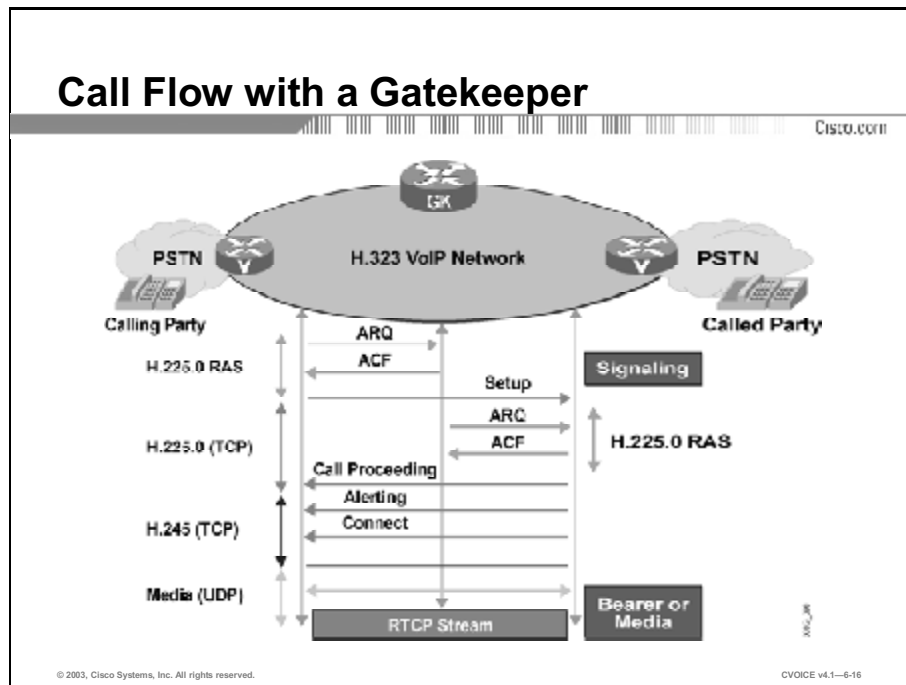 Call Flow with a Gatekeeper
Cisco.com
GK
PSTN
V
H.323 VoIP Network
V
PSTN
Calling Party
Called Party
ARQ
H.225.0 RAS
ACF
Signaling
Setup
ARQ
H.225.0 (TCP)
ACF
H.225.0 RAS
Call Proceeding
Alerting
H.245 (TCP)
Connect
Media (UDP)
Bearer or
Media
RTCP Stream
© 2003, Cisco Systems, Inc. All rights reserved.
CVOICE v4.1—6-16